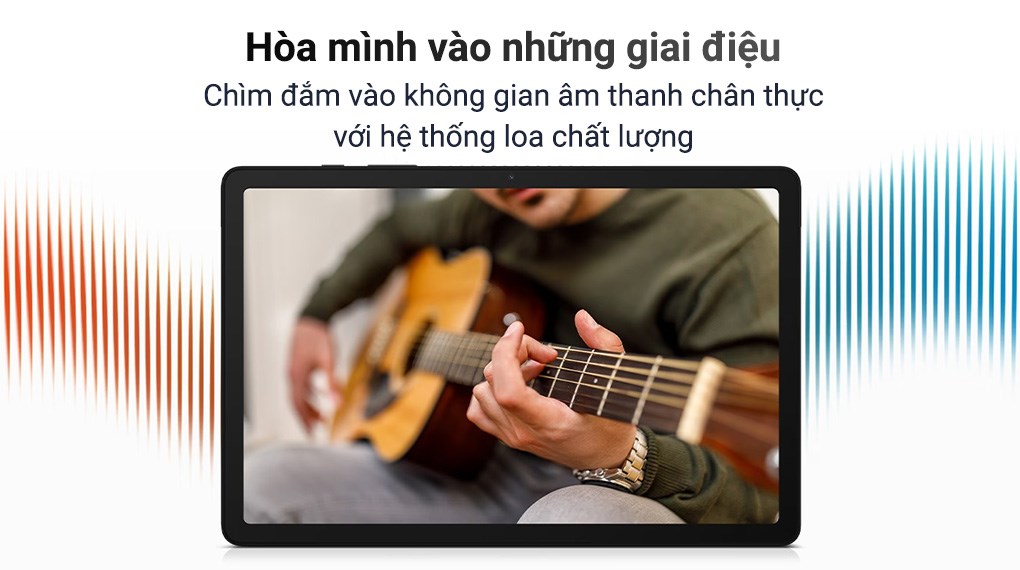 Hòa mình vào những giai điệu
Chìm đắm vào không gian âm thanh chân thực
với hệ thống loa chất lượng